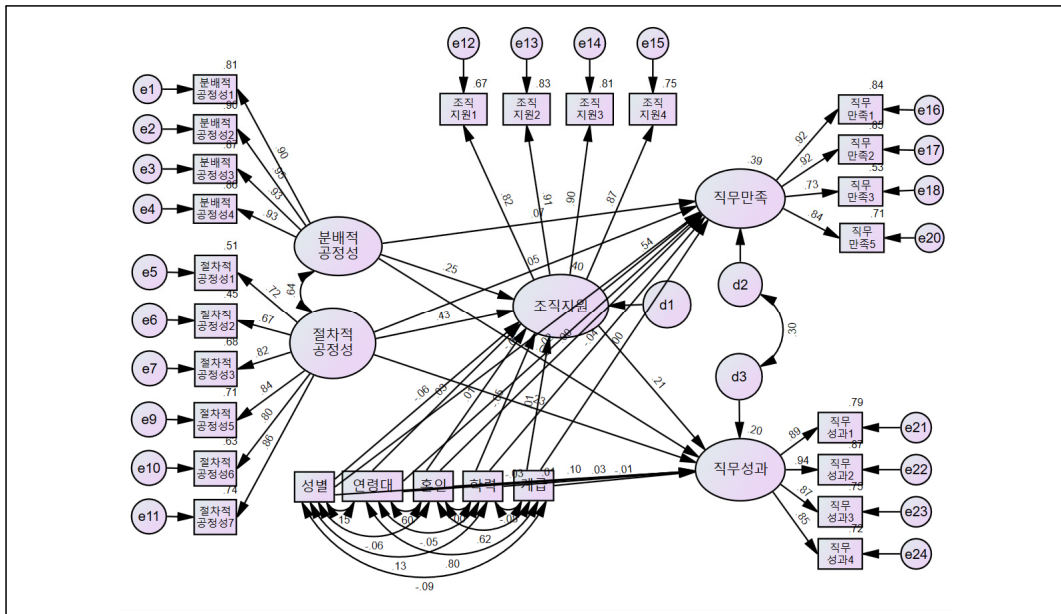 e12
e13
e14
e15
.67
.83
.81
.75
조직
지원1
조직
지원2
조직
지원3
조직
지원4
.82
.91
.90
.87
e1
.81
분배적
공정성1
e2
.90
분배적
공정성2
e3
.87
분배적
공정성3
e4
.86
분배적
공정성4
.90
.95
.93
.93
분배적
공정성
e5
.51
절차적
공정성1
e6
.45
절차적
공정성2
e7
.68
절차적
공정성3
e9
.71
절차적
공정성5
e10
.63
절차적
공정성6
e11
.74
절차적
공정성7
.72
.67
.82
.84
.80
.86
절차적
공정성
.64
.07
.05
.25
.43
.23
.40
조직지원
d1
.54
.21
-.06
.03
.01
-.04
.00
.01
성별
연령대
혼인
학력
계급
.15
.60
.00
-.06
-.05
.62
.13
.80
-.09
-.03
.01
.10
.03
-.01
.39
직무만족
.92
.92
.73
.84
.84
직무
만족1
e16
.85
직무
만족2
e17
.53
직무
만족3
e18
.71
직무
만족5
e20
d2
.30
d3
.20
직무성과
.89
.94
.87
.85
.79
직무
성과1
e21
.87
직무
성과2
e22
.75
직무
성과3
e23
.72
직무
성과4
e24